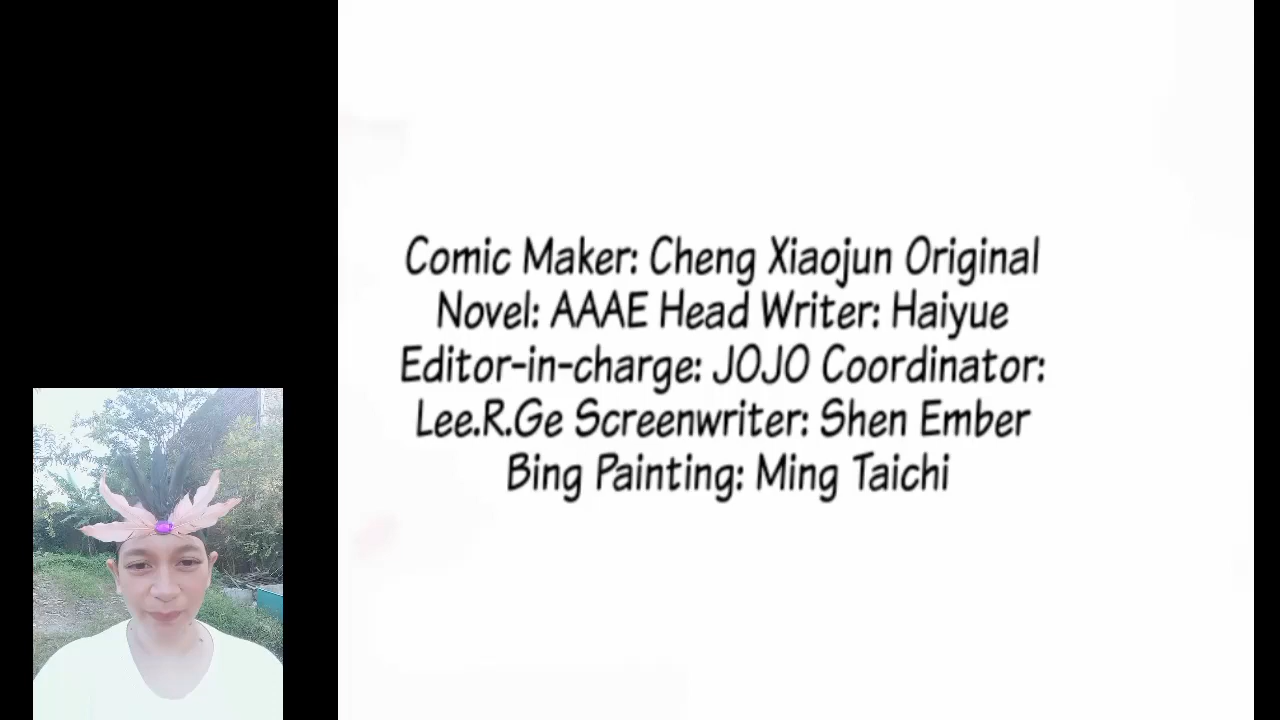 Comic Maker: Cheng Xiaojun Original
Novel: AAAE Head Writer: Haiyue
Editor-in-charge: JOJO Coordinator:
Lee.R.Ge Screenwriter: Shen Ember
Bing Painting: Ming Taichi